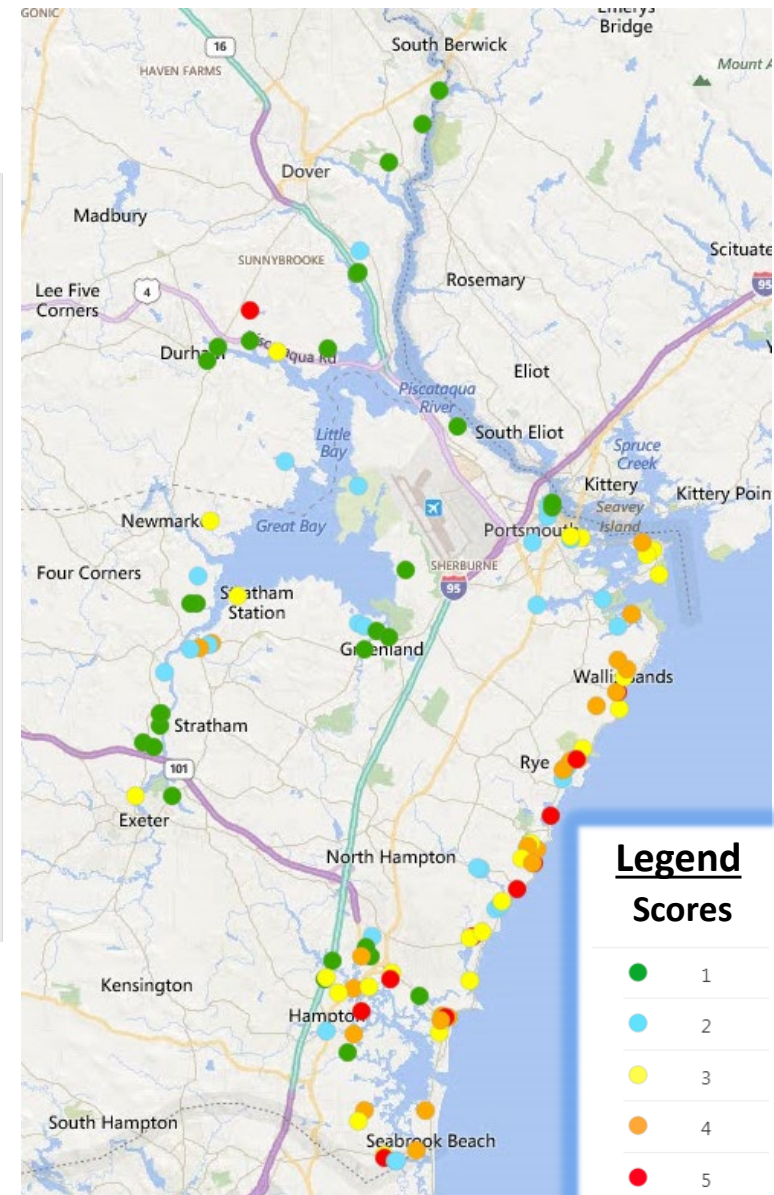 GONIC
Emerys
Bridge
16
South Berwick
HAVEN FARMS
Mount A
Dover
Madbury
Scituate
SUNNYBROOKE
Rosemary
95
Lee Five
Corners
4
Durham
Piscataqua Rd
Eliot
Piscataqua
River
South Eliot
Little
Bay
Spruce
Creek
Kittery
Kittery Poin
Seavey
Island
Newmark
Great Bay
Portsmouth
Four Corners
SHERBURNE
95
Stratham
Station
Greenland
Wallis Sands
Stratham
101
Rye
Exeter
North Hampton
Legend
Scores
1
2
3
4
5
Kensington
Hampton
South Hampton
Seabrook Beach